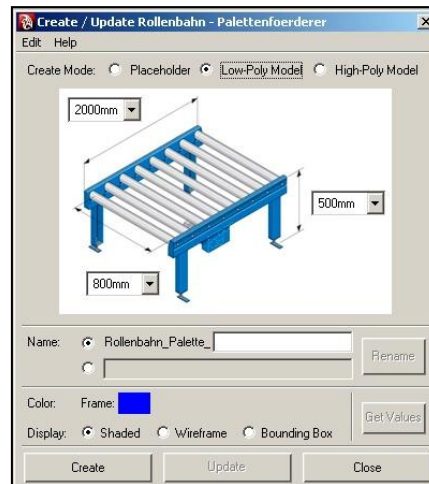 Create / Update Rollenbahn - Palettenfoerderer
Edit Help
Create Mode: Placeholder Low-Poly Model High-Poly Model
2000mm
500mm
800mm
Name: Rollenbahn_Palette_
Rename
Color: Frame:
Get Values
Display: Shaded Wireframe Bounding Box
Create Update Close